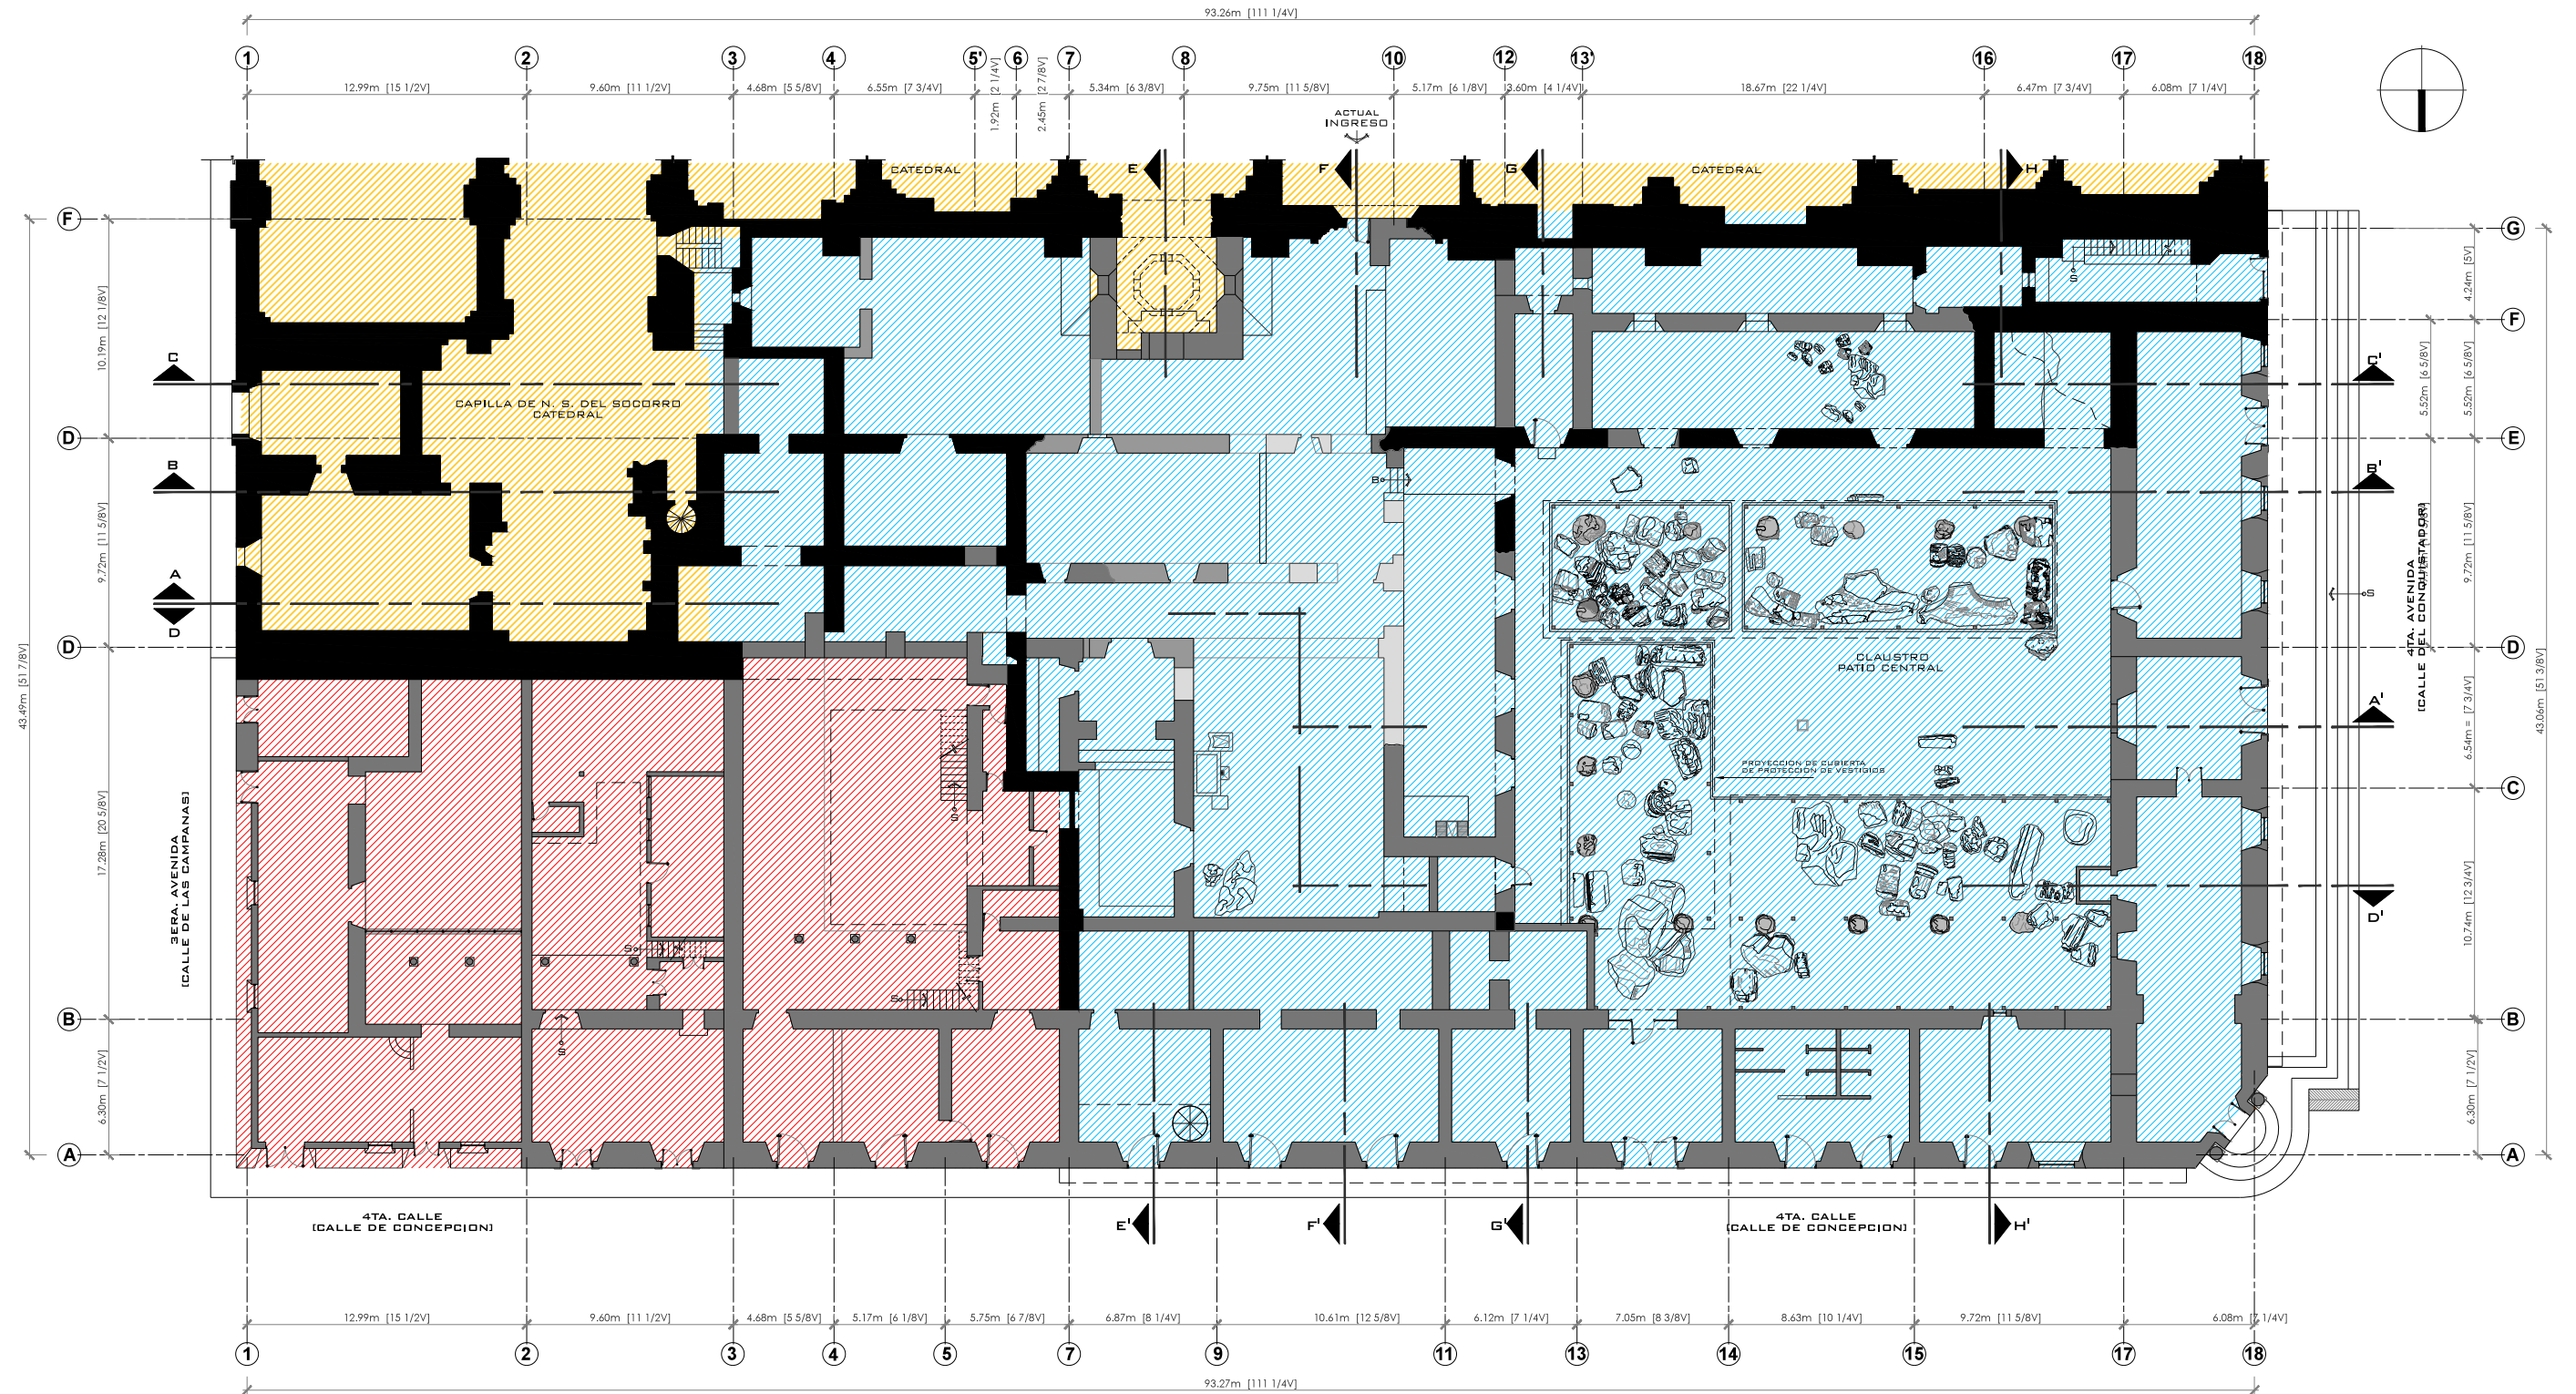 93.26m [111 1/4V]
1 2 3 4 5' 6 7 8 10 12 13' 16 17 18
12.99m [15 1/2V] 9.60m [11 1/2V] 4.68m [5 5/8V] 6.55m [7 3/4V] 1.92m [2 1/4V] 2.45m [2 7/8V] 5.34m [6 3/8V] 9.75m [11 5/8V] 5.17m [6 1/8V] 3.60m [4 1/4V] 18.67m [22 1/4V] 6.47m [7 3/4V] 6.08m [7 1/4V]
ACTUAL
INGRESO
CATEDRAL E F G CATEDRAL H
F G
S
4.24m [5V]
10.19m [12 1/8V]
F
C C'
5.52m [6 5/8V] 5.52m [6 5/8V]
CAPILLA DE N. S. DEL SOCORRO
CATEDRAL
D E
B B'
B
9.72m [11 5/8V] 9.72m [11 5/8V]
4TA. AVENIDA
[CALLE DEL CONQUISTADOR]
S
A
D
D D
CLAUSTRO
PATIO CENTRAL
A'
43.49m [51 7/8V] 6.54m = [7 3/4V] 43.06m [51 3/8V]
PROYECCION DE CUBIERTA
DE PROTECCION DE VESTIGIOS
C
S
17.28m [20 5/8V]
3ERA. AVENIDA
[CALLE DE LAS CAMPANAS]
10.74m [12 3/4V]
D'
S
S
B B
S
6.30m [7 1/2V] 6.30m [7 1/2V]
A A
4TA. CALLE
[CALLE DE CONCEPCION]
E' F' G'
4TA. CALLE
[CALLE DE CONCEPCION]
H'
12.99m [15 1/2V] 9.60m [11 1/2V] 4.68m [5 5/8V] 5.17m [6 1/8V] 5.75m [6 7/8V] 6.87m [8 1/4V] 10.61m [12 5/8V] 6.12m [7 1/4V] 7.05m [8 3/8V] 8.63m [10 1/4V] 9.72m [11 5/8V] 6.08m [7 1/4V]
1 2 3 4 5 7 9 11 13 14 15 17 18
93.27m [111 1/4V]